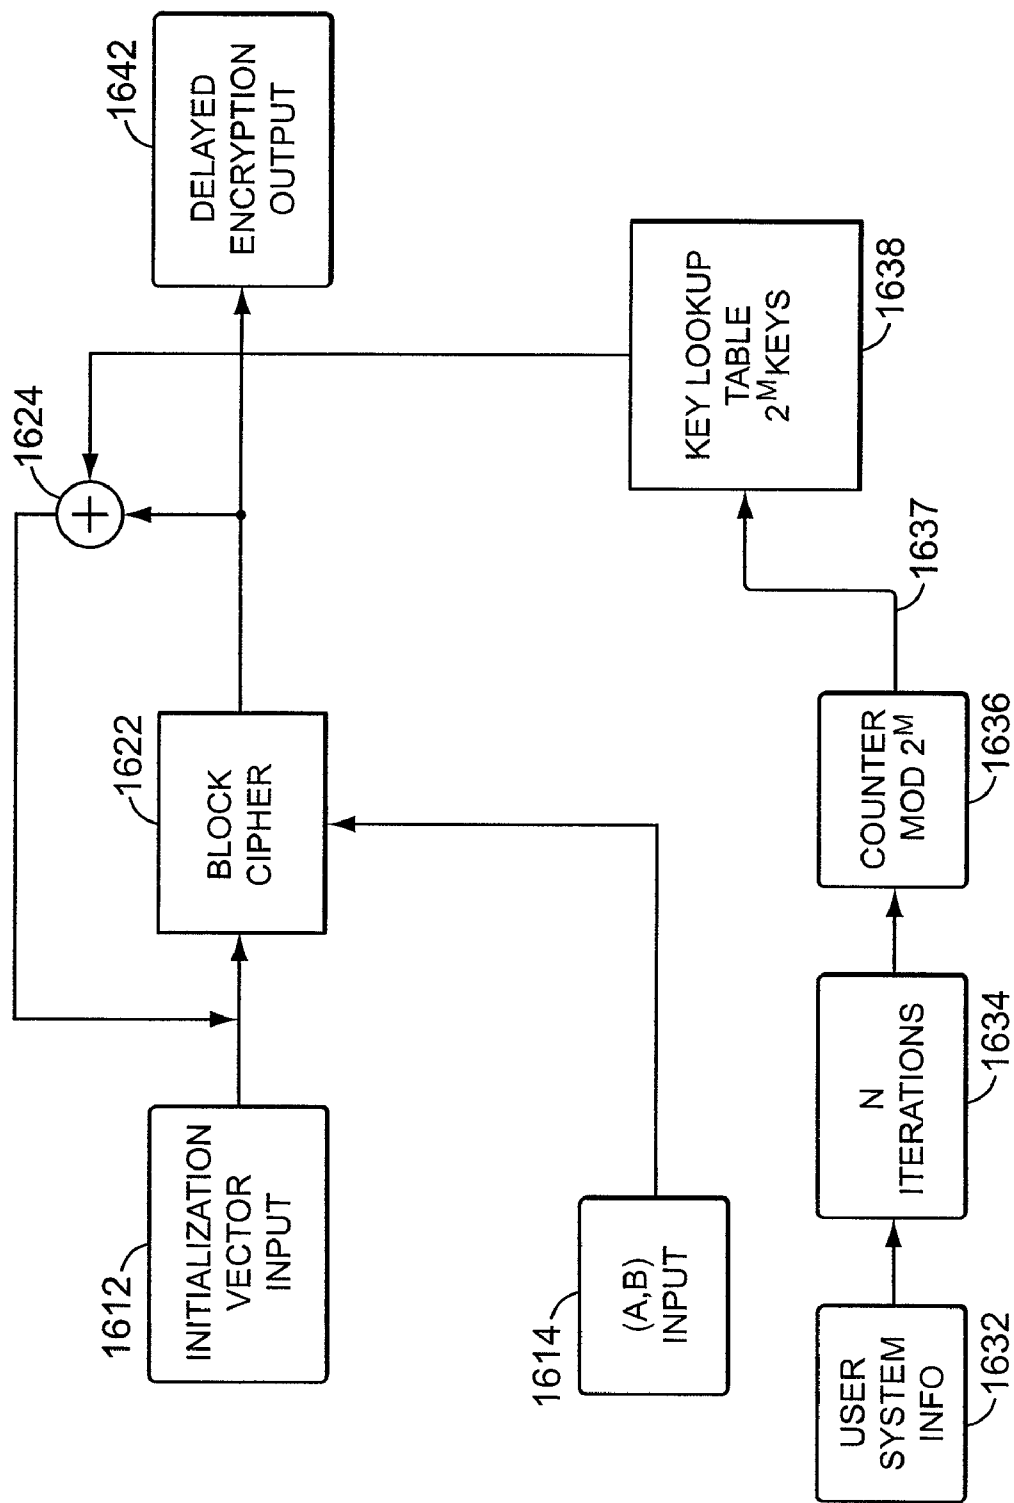 1612
INITIALIZATION
VECTOR
INPUT
1622
BLOCK
CIPHER
1624
+
1642
DELAYED
ENCRYPTION
OUTPUT
1614
(A,B)
INPUT
KEY LOOKUP
TABLE
2^M KEYS
1638
USER
SYSTEM
INFO
1632
N
ITERATIONS
1634
COUNTER
MOD 2^M
1636
1637